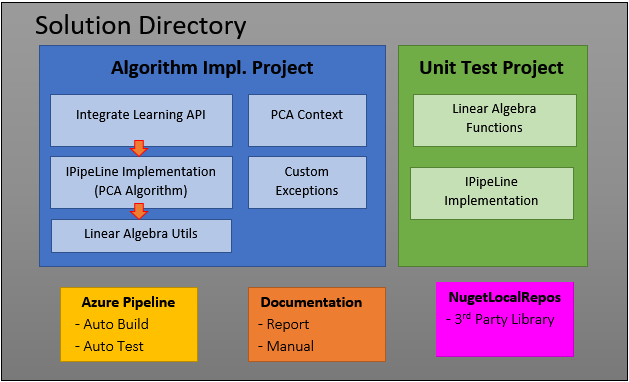 Solution Directory
Algorithm Impl. Project
Integrate Learning API
PCA Context
IPipeLine Implementation
(PCA Algorithm)
Custom
Exceptions
Linear Algebra Utils
Unit Test Project
Linear Algebra
Functions
IPipeLine
Implementation
Azure Pipeline
- Auto Build
- Auto Test
Documentation
- Report
- Manual
NugetLocalRepos
- 3rd Party Library